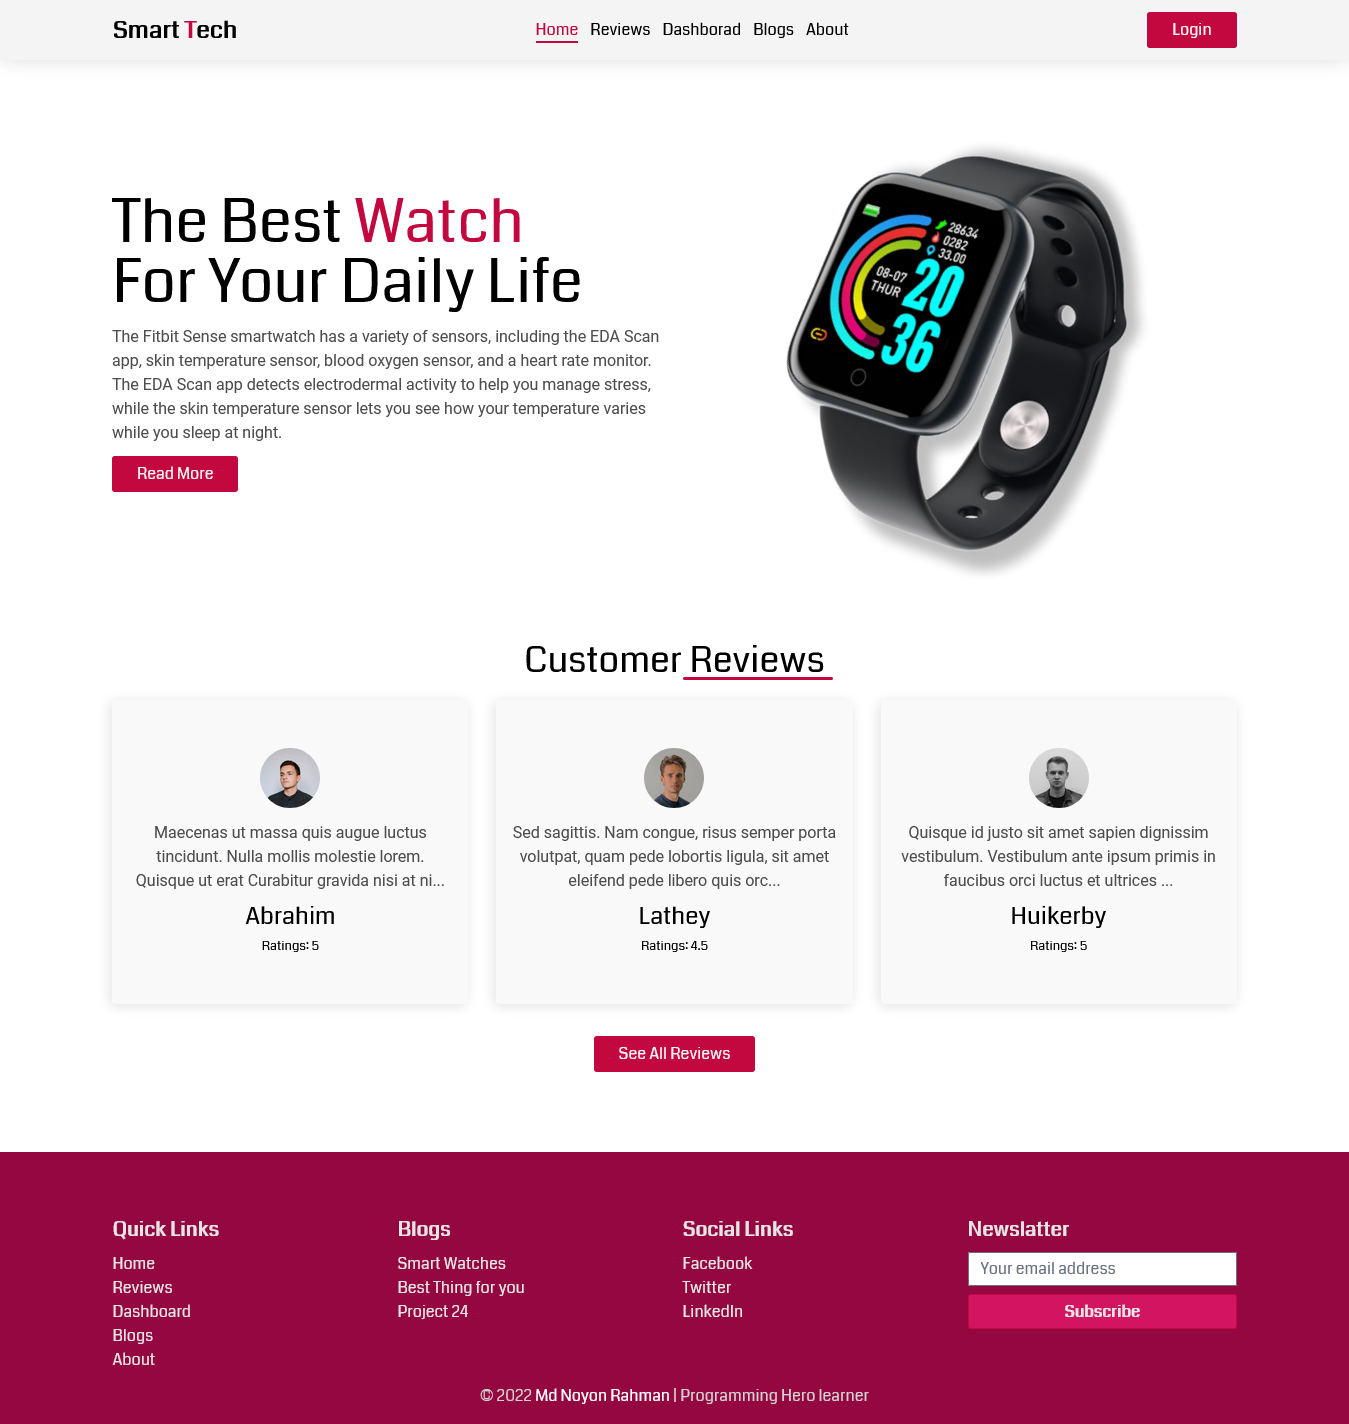 Smart Tech
Home Reviews Dashborad Blogs About
Login
The Best Watch
For Your Daily Life
The Fitbit Sense smartwatch has a variety of sensors, including the EDA Scan
app, skin temperature sensor, blood oxygen sensor, and a heart rate monitor.
The EDA Scan app detects electrodermal activity to help you manage stress,
while the skin temperature sensor lets you see how your temperature varies
while you sleep at night.
Read More
28634
0282
33.00
08-07
THUR
20
36
Customer Reviews
Maecenas ut massa quis augue luctus
tincidunt. Nulla mollis molestie lorem.
Quisque ut erat Curabitur gravida nisi at ni...
Abrahim
Ratings: 5
Sed sagittis. Nam congue, risus semper porta
volutpat, quam pede lobortis ligula, sit amet
eleifend pede libero quis orc...
Lathey
Ratings: 4.5
Quisque id justo sit amet sapien dignissim
vestibulum. Vestibulum ante ipsum primis in
faucibus orci luctus et ultrices ...
Huikerby
Ratings: 5
See All Reviews
Quick Links
Home
Reviews
Dashboard
Blogs
About
Blogs
Smart Watches
Best Thing for you
Project 24
Social Links
Facebook
Twitter
LinkedIn
Newslatter
Your email address
Subscribe
© 2022 Md Noyon Rahman | Programming Hero learner